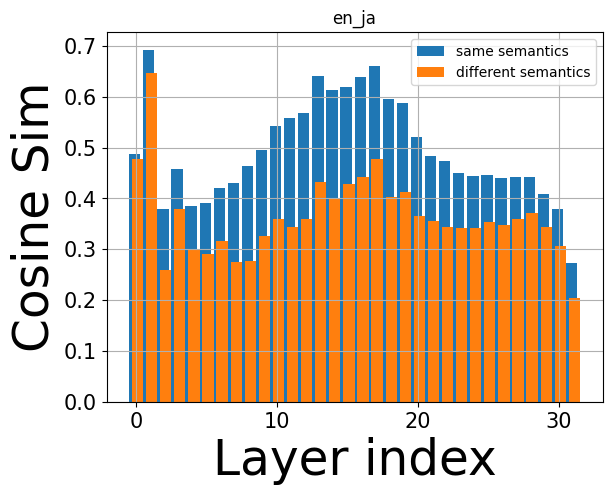 en_ja
same semantics
different semantics
Cosine Sim
0.7
0.6
0.5
0.4
0.3
0.2
0.1
0.0
0 10 20 30
Layer index